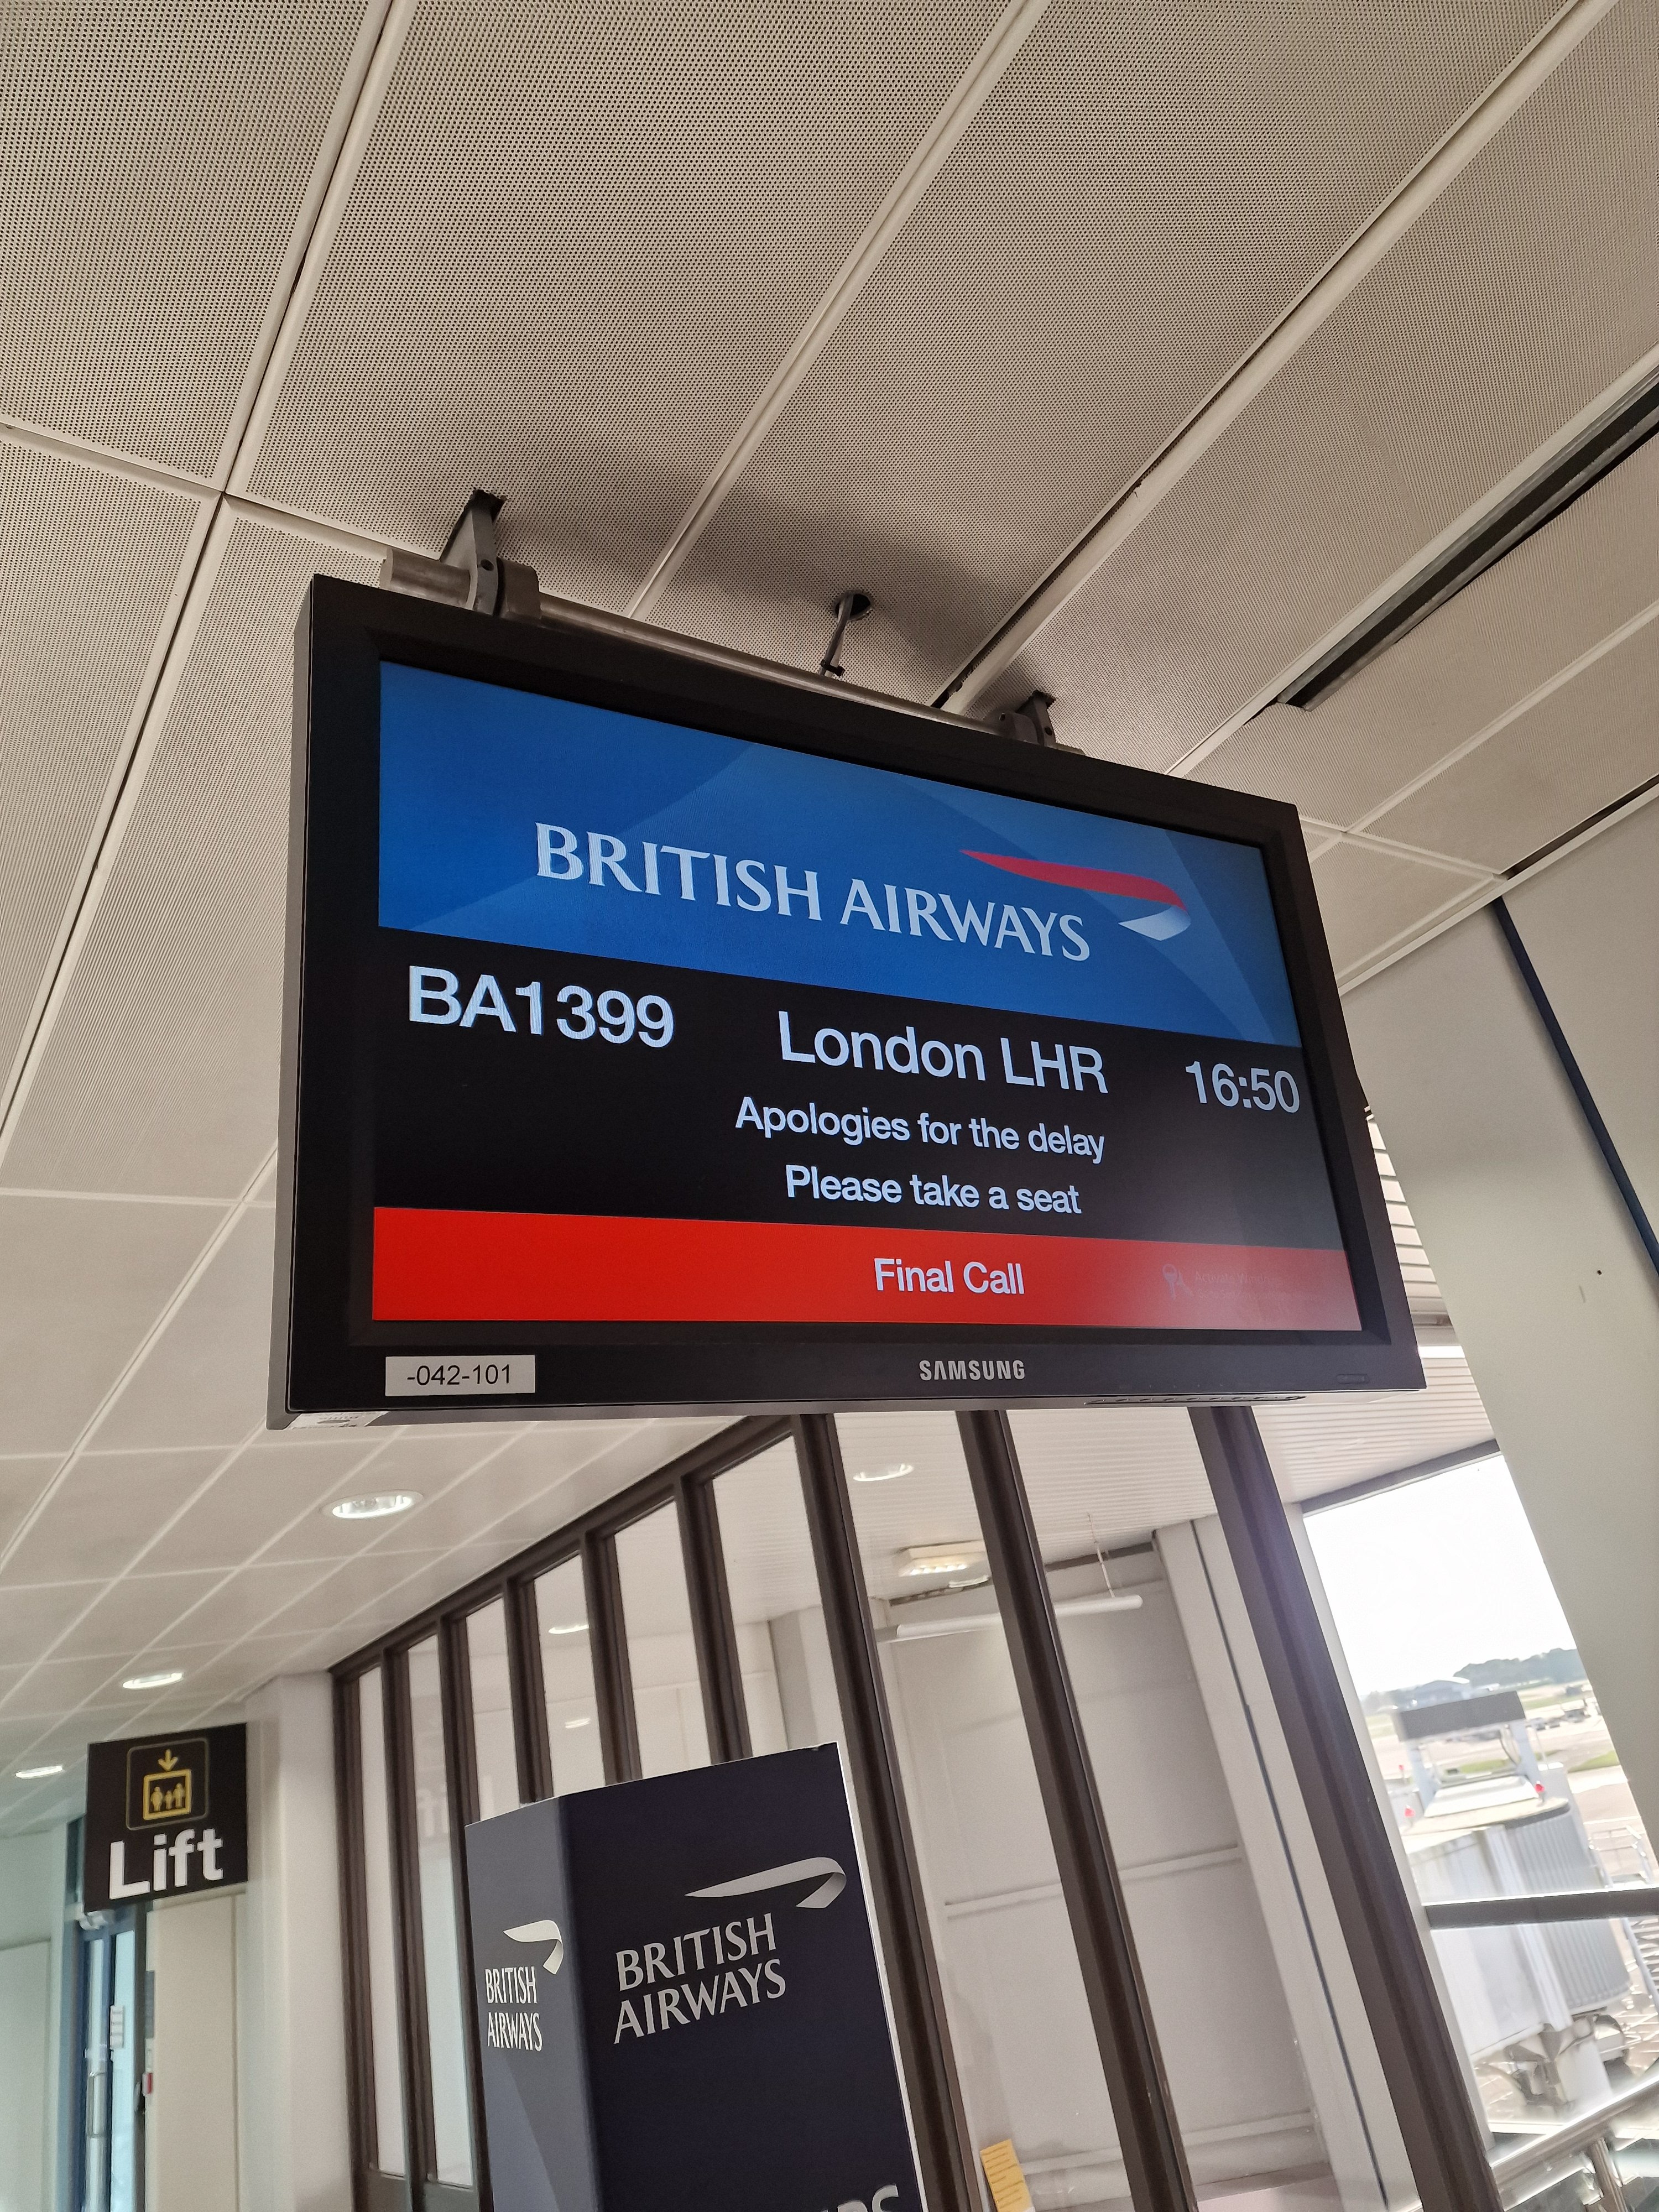 BRITISH AIRWAYS
BA1399 London LHR 16:50
Apologies for the delay
Please take a seat
Final Call
-042-101
SAMSUNG
Lift
BRITISH
AIRWAYS
BRITISH
AIRWAYS